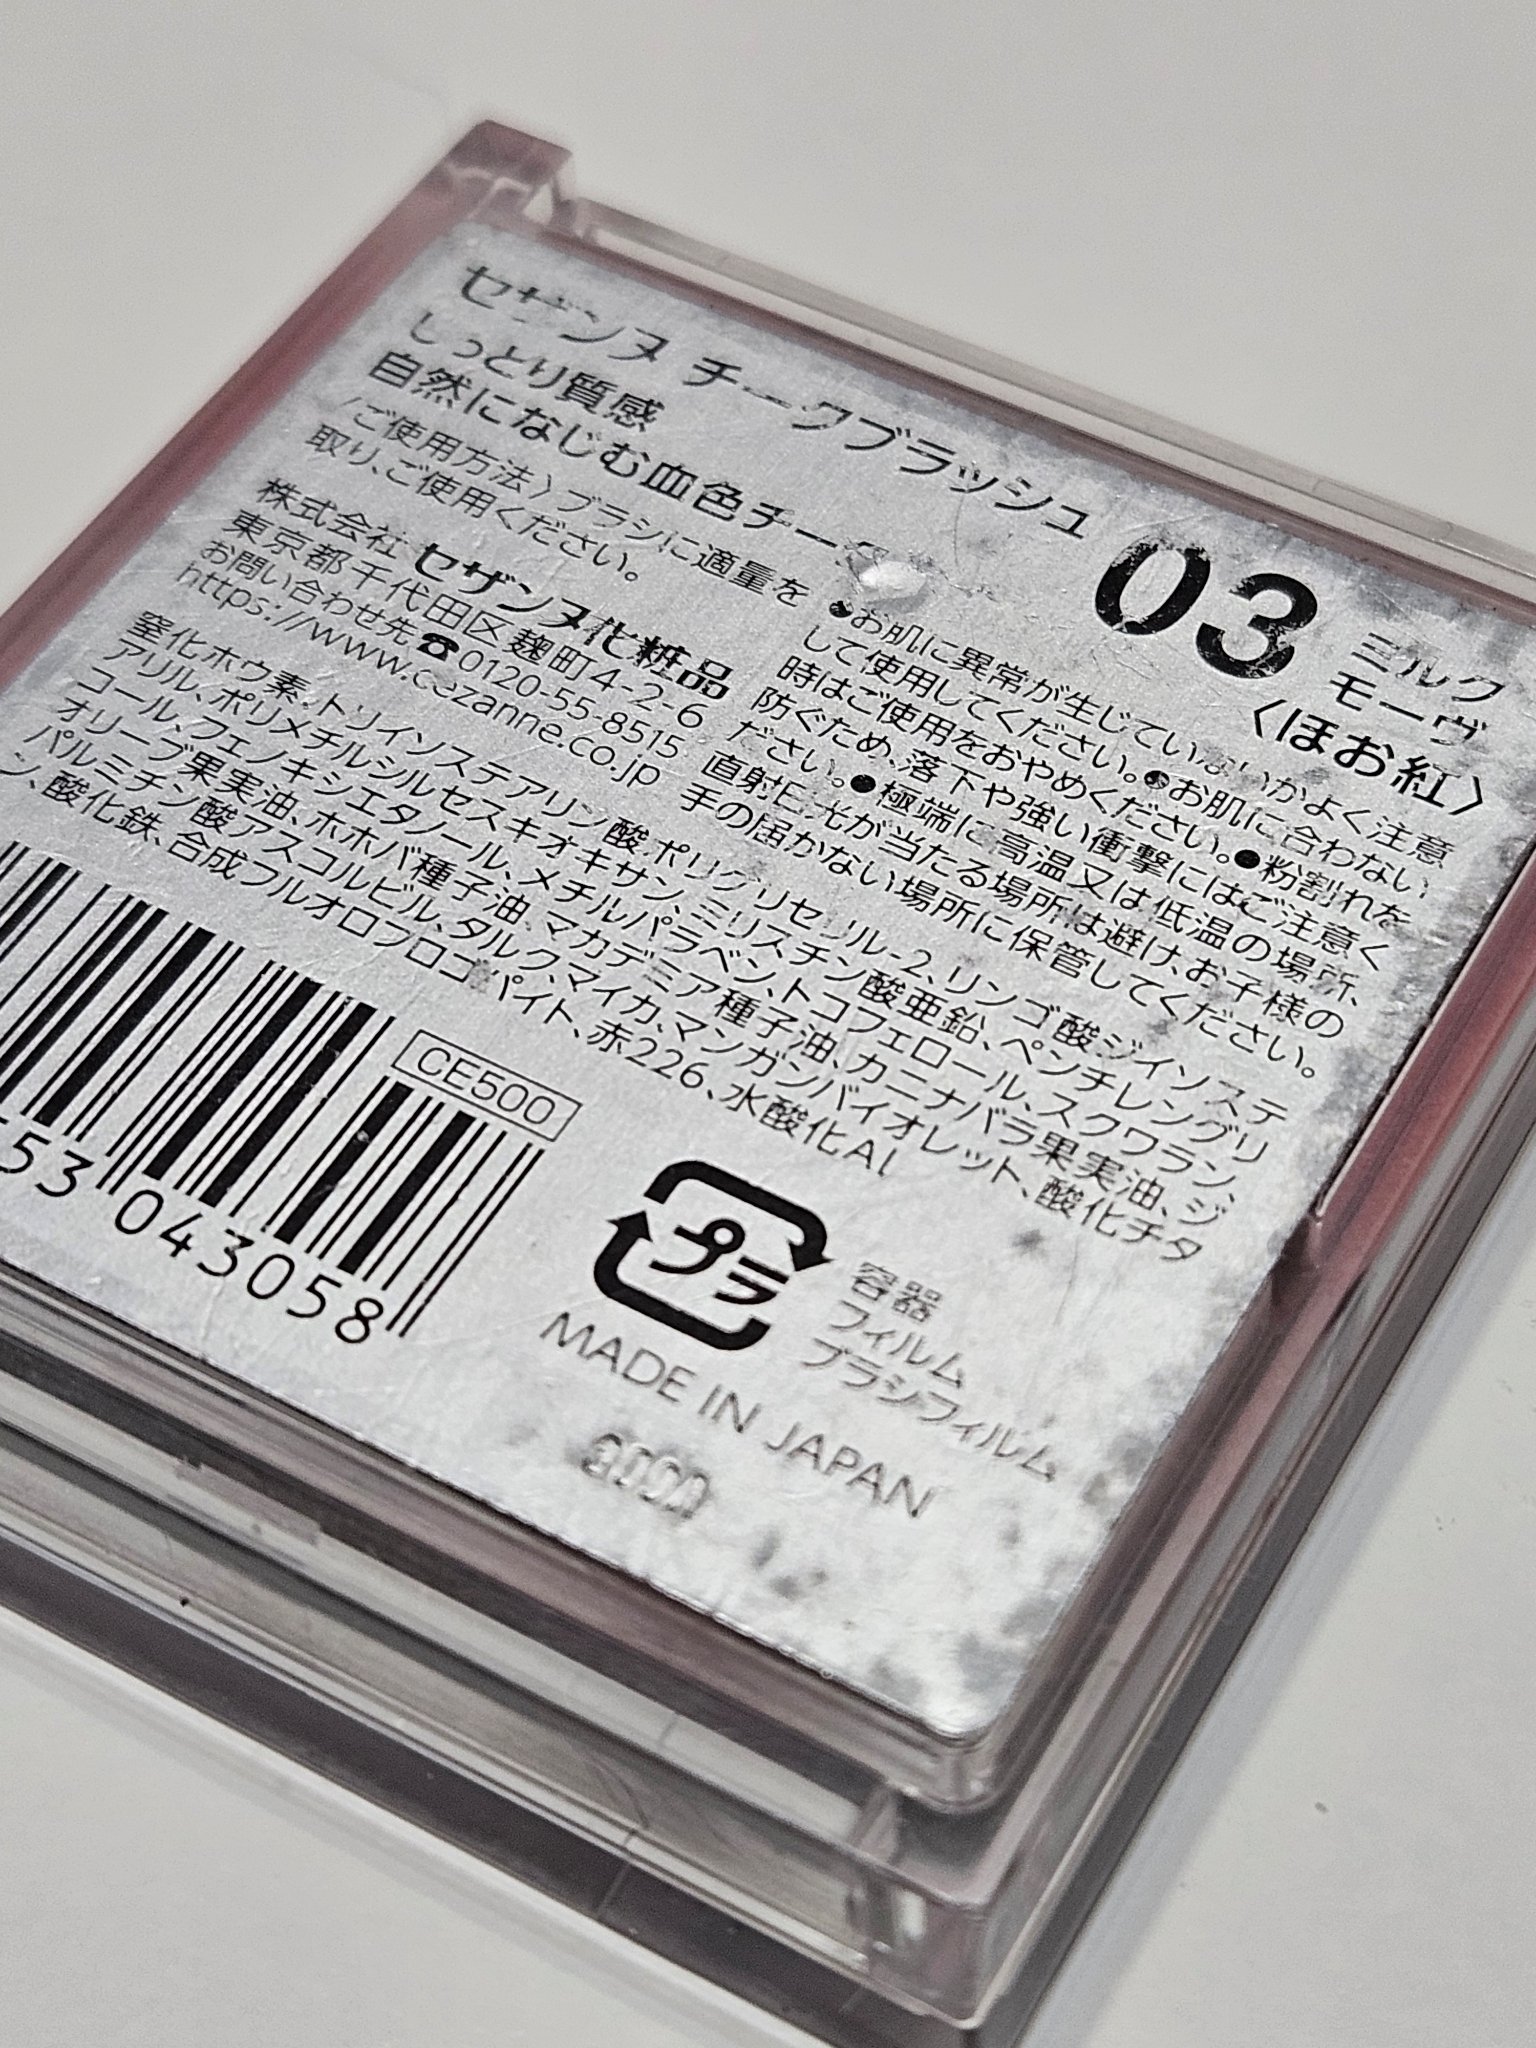 セザンヌ チークブラッシュ
しっとり質感
自然になじむ血色チーク
〈ご使用方法〉ブラシに適量を
取り、ご使用ください。
株式会社 セザンヌ化粧品
東京都千代田区麹町4-2-6
お問い合わせ先☎0120-55-8515
https://www.cezanne.co.jp
03 ミルク
モーヴ
〈ほお紅〉
●お肌に異常が生じていないかよく注意
して使用してください。●お肌に合わない
時はご使用をおやめください。●粉割れを
防ぐため、落下や強い衝撃にはご注意く
ださい。●極端に高温又は低温の場所、
直射日光が当たる場所は避け、お子様の
手の届かない場所に保管してください。
窒化ホウ素、トリイソステアリン酸ポリグリセリル-2、リンゴ酸ジイソステ
アリル、ポリメチルシルセスキオキサン、ミリスチン酸亜鉛、ペンチレングリ
コール、フェノキシエタノール、メチルパラベン、トコフェロール、スクワラン、
オリーブ果実油、ホホバ種子油、マカデミア種子油、カニナバラ果実油、ジ
パルミチン酸アスコルビル、タルク、マイカ、マンガンバイオレット、酸化チタ
ン、酸化鉄、合成フルオロフロゴパイト、赤226、水酸化Al
CE500
53 043058
プラ
容器
フィルム
ブラシフィルム
MADE IN JAPAN